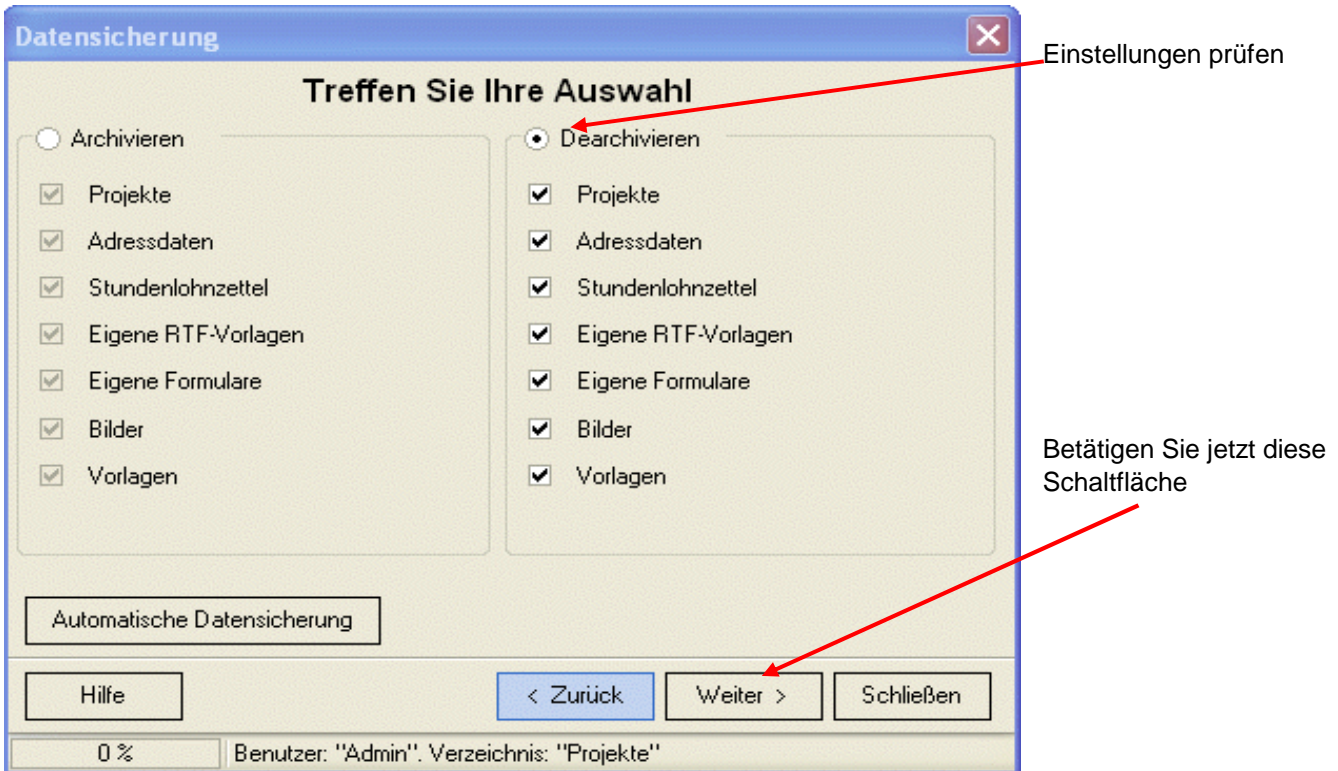 Datensicherung
Einstellungen prüfen
Treffen Sie Ihre Auswahl
Archivieren
Projekte
Adressdaten
Stundenlohnzettel
Eigene RTF-Vorlagen
Eigene Formulare
Bilder
Vorlagen
Dearchivieren
Projekte
Adressdaten
Stundenlohnzettel
Eigene RTF-Vorlagen
Eigene Formulare
Bilder
Vorlagen
Betätigen Sie jetzt diese
Schaltfläche
Automatische Datensicherung
Hilfe
< Zurück
Weiter >
Schließen
0 %
Benutzer: "Admin". Verzeichnis: "Projekte"